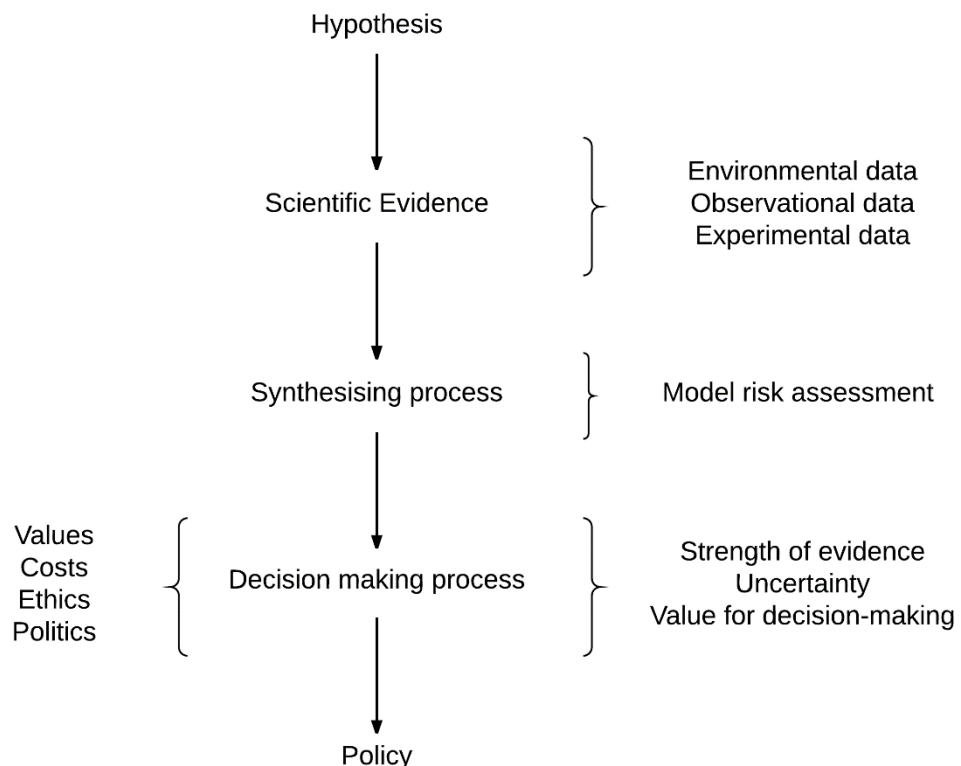 Hypothesis
Scientific Evidence
Environmental data
Observational data
Experimental data
Synthesising process
Model risk assessment
Values
Costs
Ethics
Politics
Decision making process
Strength of evidence
Uncertainty
Value for decision-making
Policy